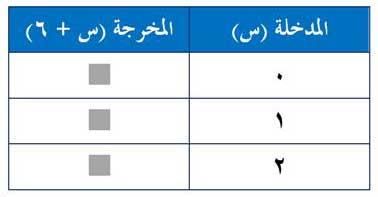 المدخلة (س) المخرجة (س + ٦)
٠
١
٢